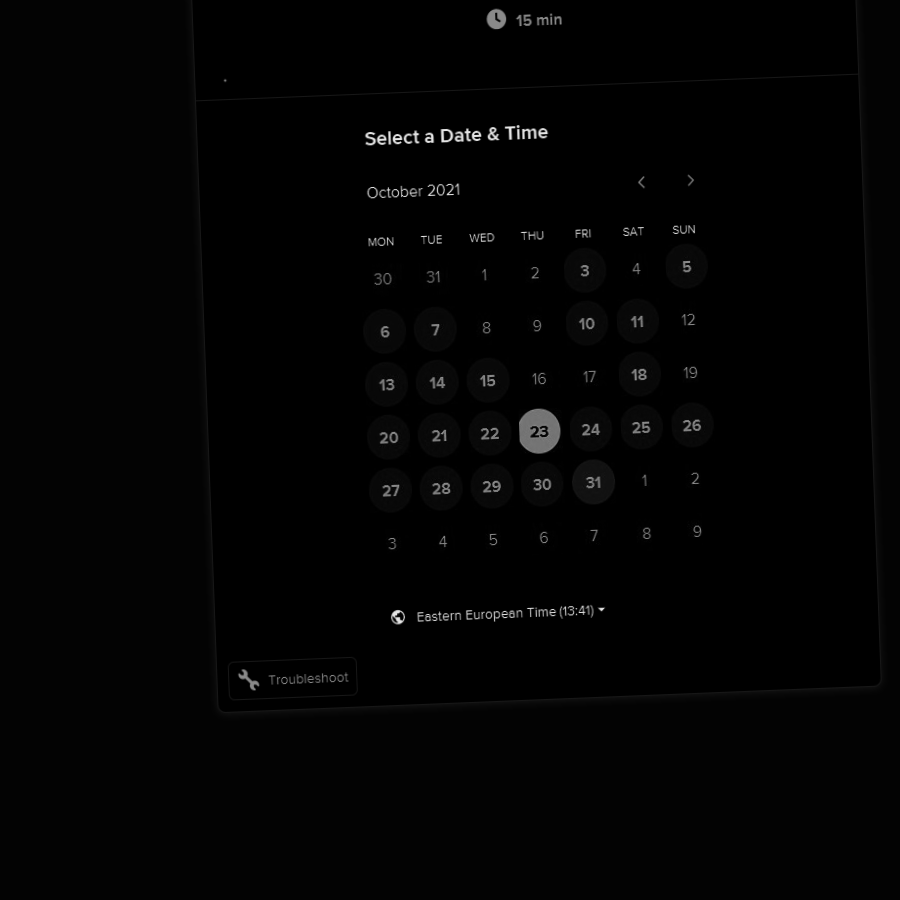 15 min
Select a Date & Time
October 2021
MON TUE WED THU FRI SAT SUN
30 31 1 2 3 4 5
6 7 8 9 10 11 12
13 14 15 16 17 18 19
20 21 22 23 24 25 26
27 28 29 30 31 1 2
3 4 5 6 7 8 9
Eastern European Time (13:41)
Troubleshoot